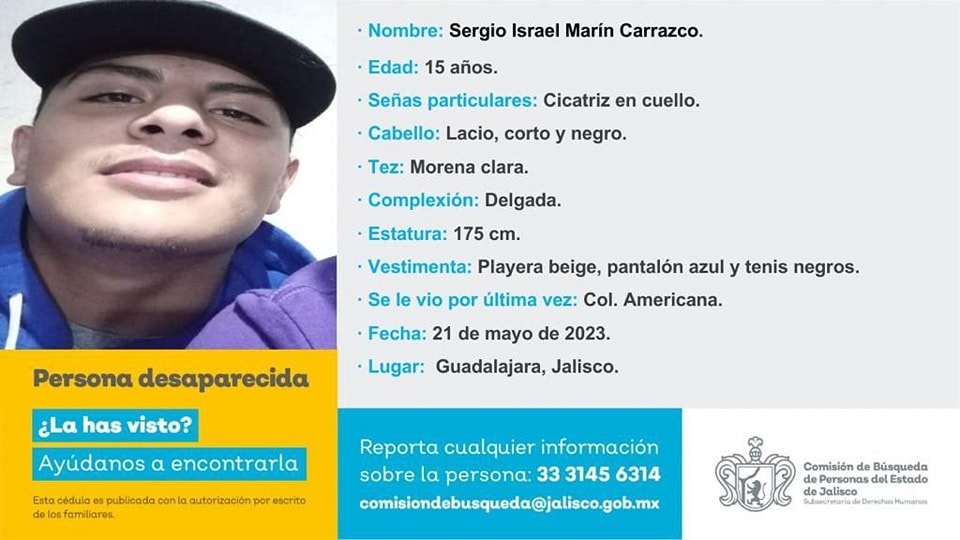 · Nombre: Sergio Israel Marín Carrazco.
· Edad: 15 años.
· Señas particulares: Cicatriz en cuello.
· Cabello: Lacio, corto y negro.
· Tez: Morena clara.
· Complexión: Delgada.
· Estatura: 175 cm.
· Vestimenta: Playera beige, pantalón azul y tenis negros.
· Se le vio por última vez: Col. Americana.
· Fecha: 21 de mayo de 2023.
· Lugar: Guadalajara, Jalisco.
Persona desaparecida
¿La has visto?
Ayúdanos a encontrarla
Esta cédula es publicada con la autorización por escrito
de los familiares.
Reporta cualquier información
sobre la persona: 33 3145 6314
comisiondebusqueda@jalisco.gob.mx
Comisión de Búsqueda
de Personas del Estado
de Jalisco
Subsecretaría de Derechos Humanos